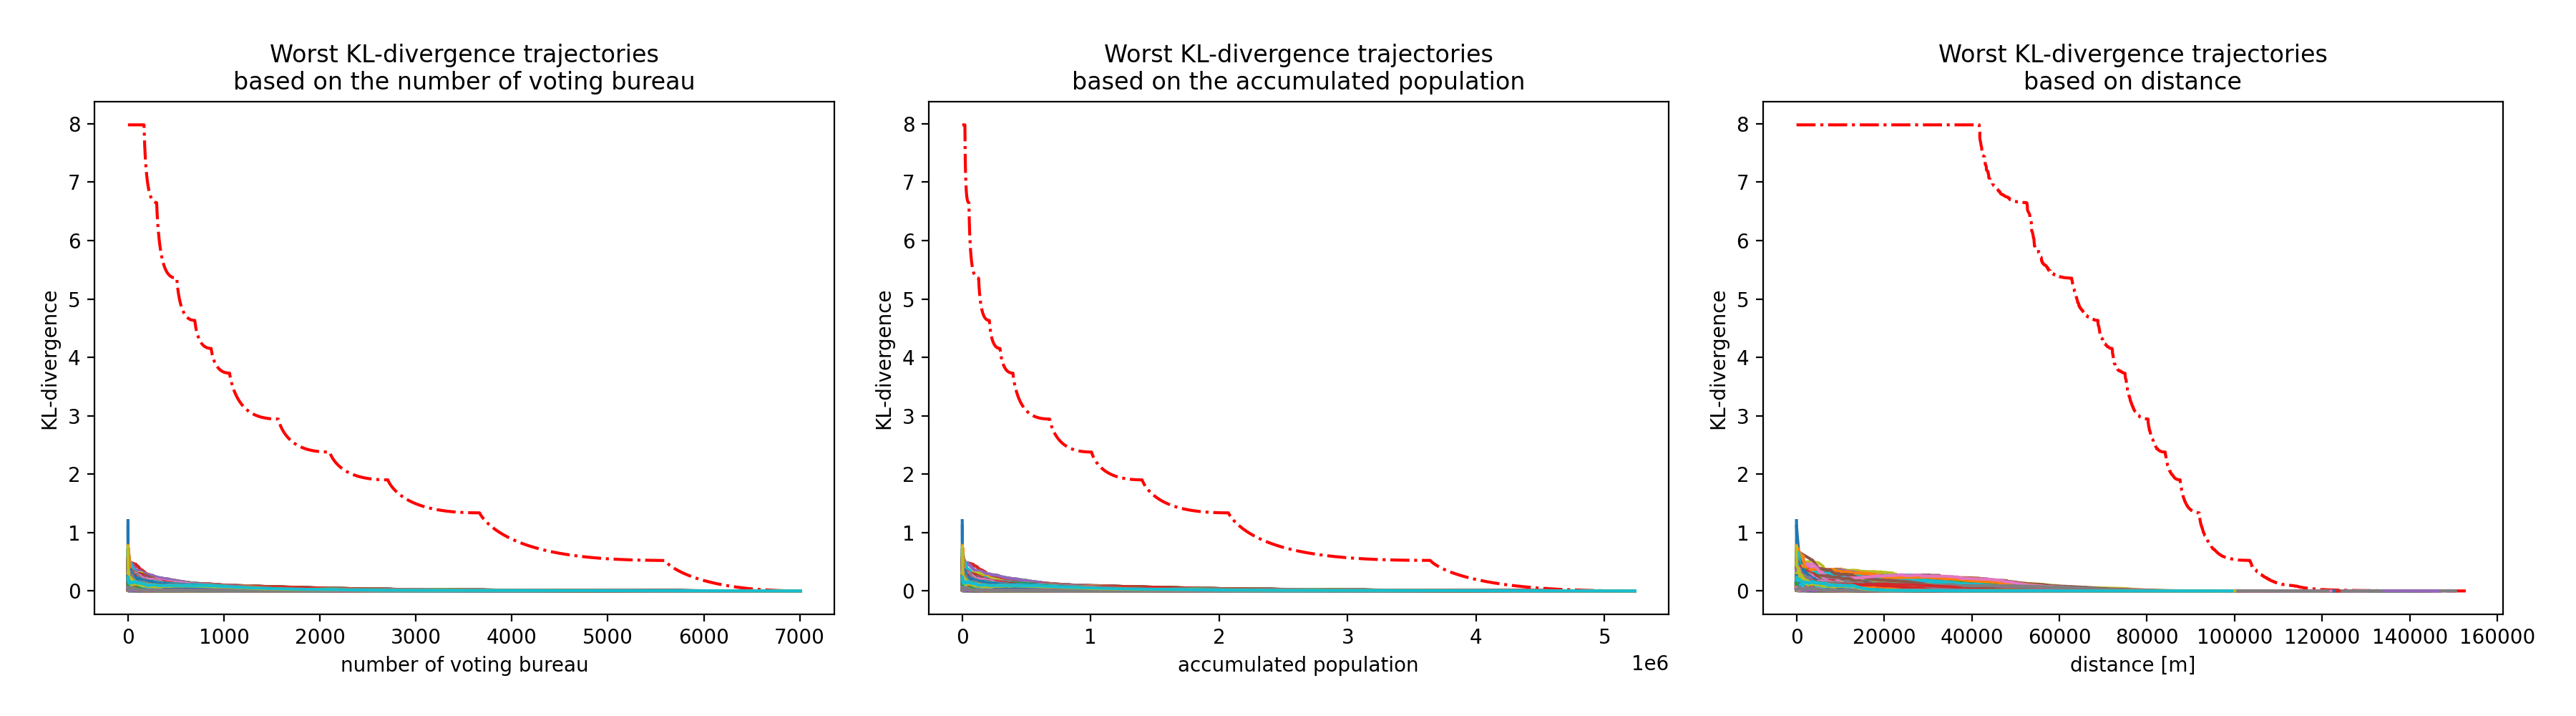 Worst KL-divergence trajectories
based on the number of voting bureau
8
7
6
5
4
3
2
1
0
KL-divergence
0 1000 2000 3000 4000 5000 6000 7000
number of voting bureau
Worst KL-divergence trajectories
based on the accumulated population
8
7
6
5
4
3
2
1
0
KL-divergence
0 1 2 3 4 5
1e6
accumulated population
Worst KL-divergence trajectories
based on distance
8
7
6
5
4
3
2
1
0
KL-divergence
0 20000 40000 60000 80000 100000 120000 140000 160000
distance [m]